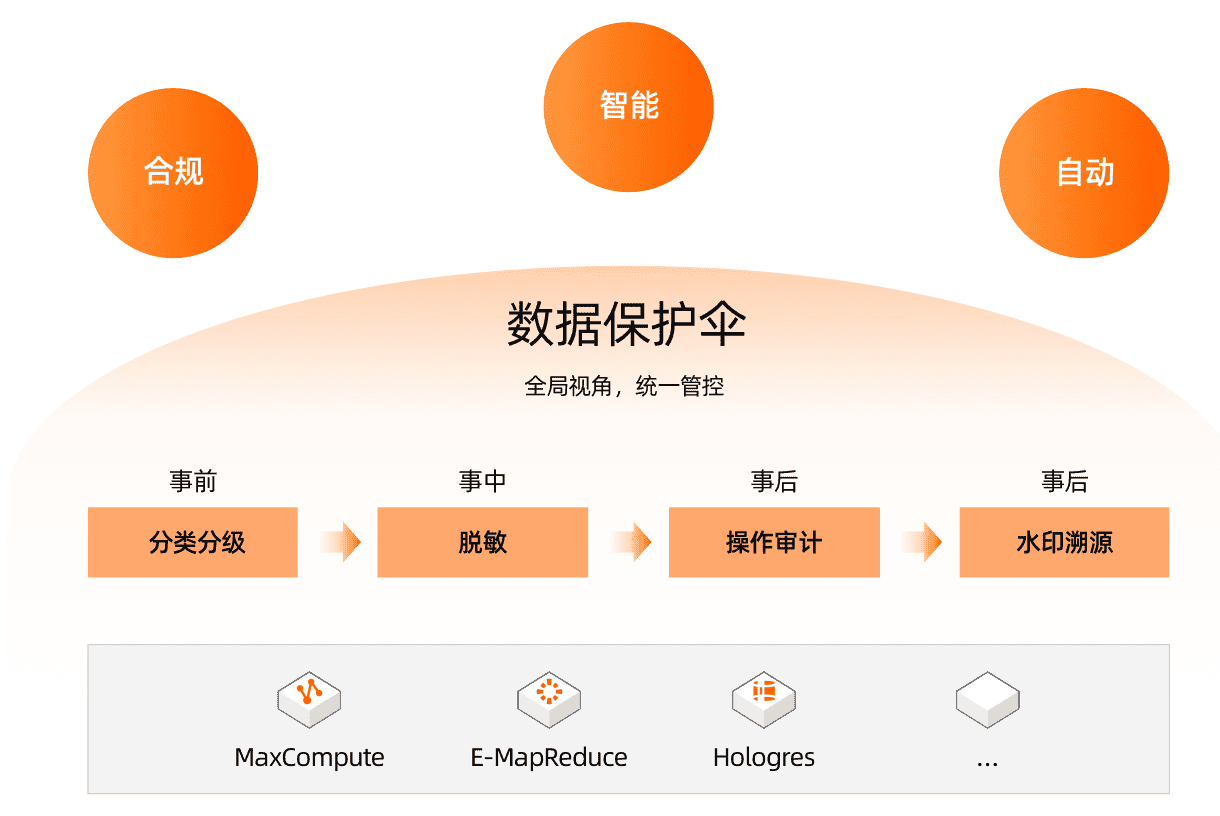 智能
合规
自动
数据保护伞
全局视角，统一管控
事前
事中
事后
事后
分类分级
脱敏
操作审计
水印溯源
MaxCompute
E-MapReduce
Hologres
...